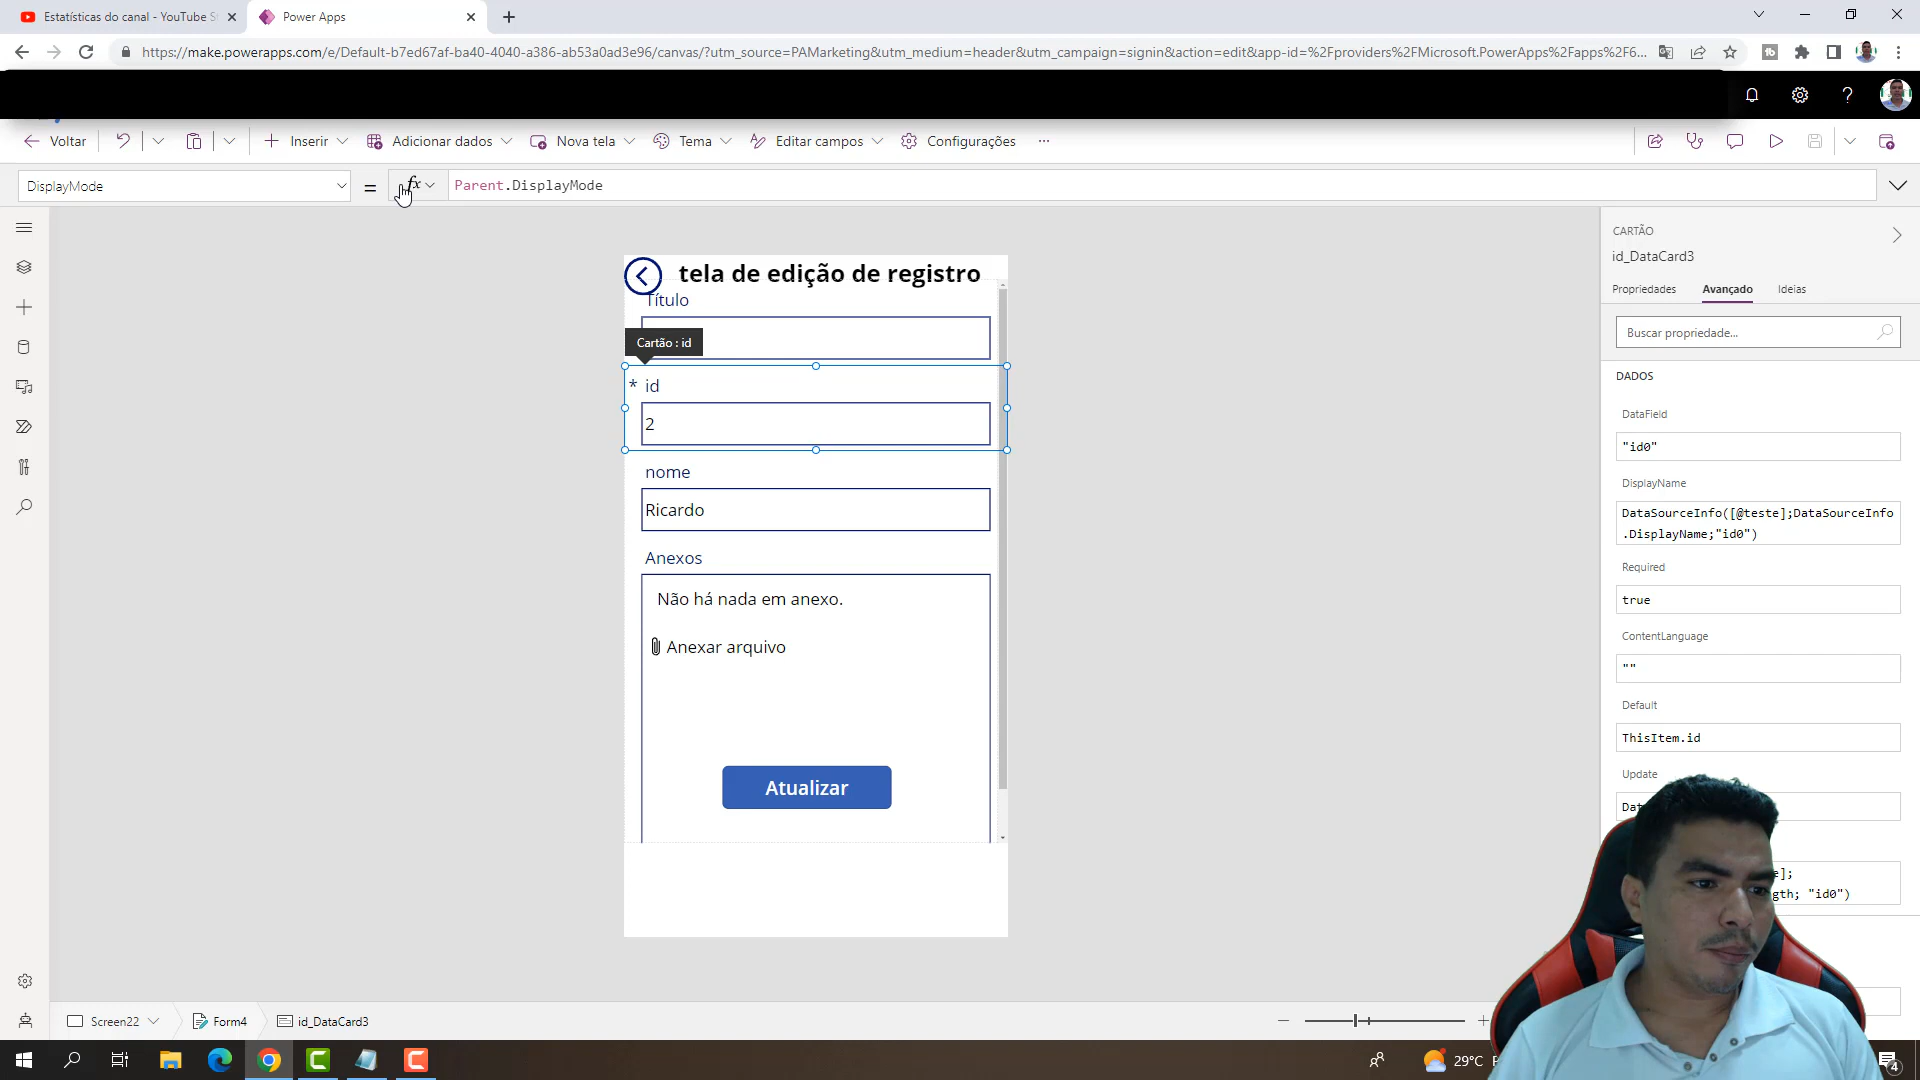 Estatísticas do canal - YouTube S
Power Apps
https://make.powerapps.com/e/Default-b7ed67af-ba40-4040-a386-ab53a0ad3e96/canvas/?utm_source=PAMarketing&utm_medium=header&utm_campaign=signin&action=edit&app-id=%2Fproviders%2FMicrosoft.PowerApps%2Fapps%2F6...
Voltar
Inserir
Adicionar dados
Nova tela
Tema
Editar campos
Configurações
DisplayMode
=
fx
Parent.DisplayMode
CARTÃO
id_DataCard3
Propriedades
Avançado
Ideias
Buscar propriedade...
DADOS
DataField
"id0"
DisplayName
DataSourceInfo([@teste];DataSourceInfo
.DisplayName;"id0")
Required
true
ContentLanguage
""
Default
ThisItem.id
Update
gth; "id0")
tela de edição de registro
Título
Cartão : id
* id
2
nome
Ricardo
Anexos
Não há nada em anexo.
Anexar arquivo
Atualizar
Screen22
Form4
id_DataCard3
29°C
4